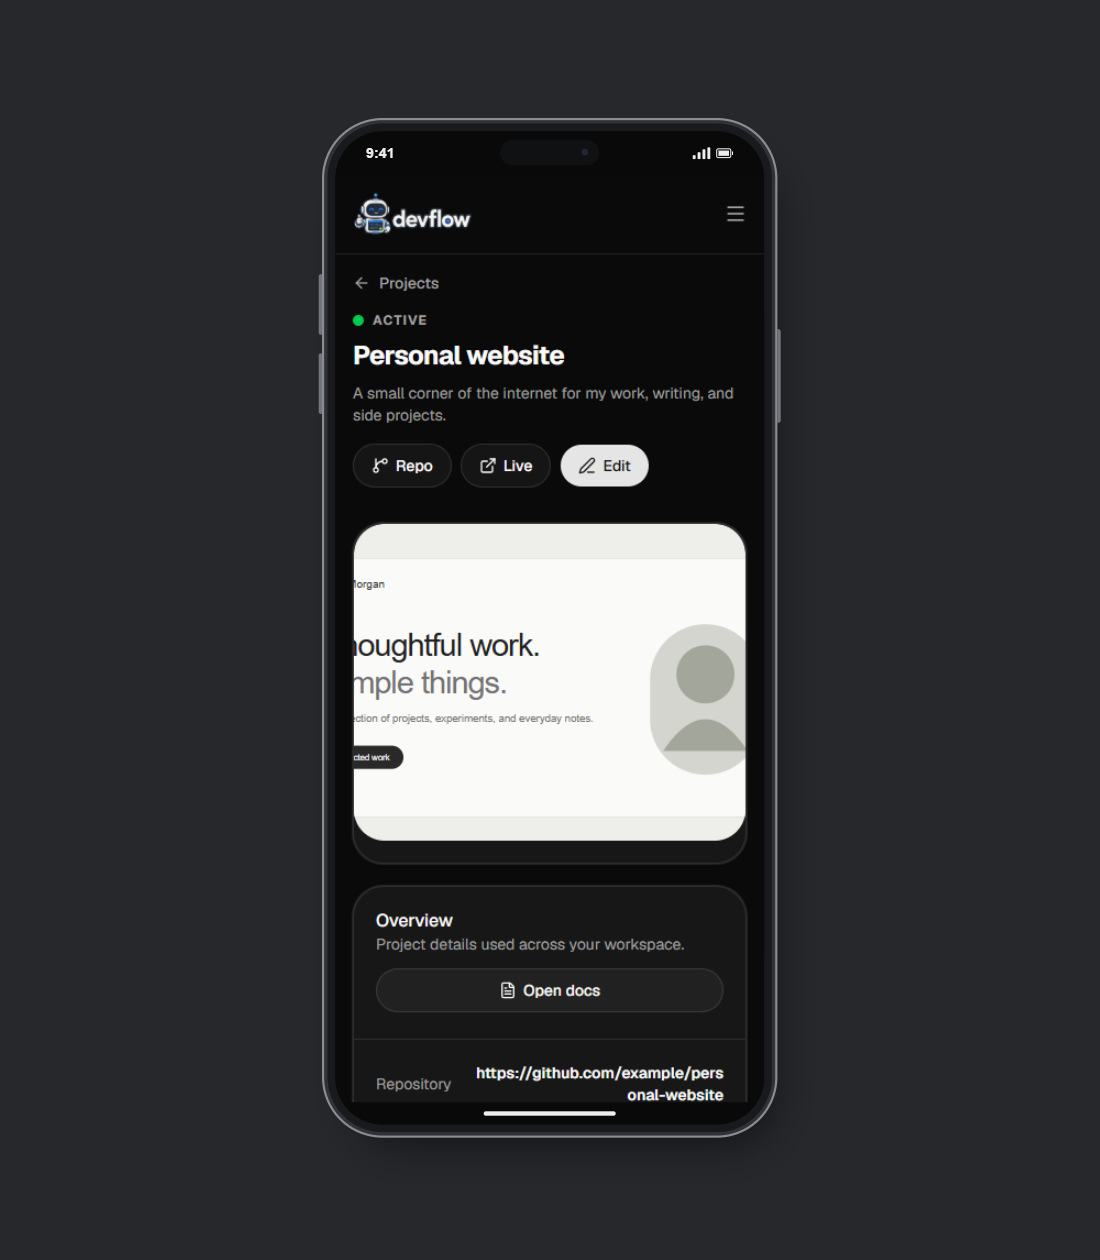 9:41
devflow
Projects
ACTIVE
Personal website
A small corner of the internet for my work, writing, and
side projects.
Repo
Live
Edit
Morgan
houghtful work.
mple things.
ection of projects, experiments, and everyday notes.
cted work
Overview
Project details used across your workspace.
Open docs
Repository
https://github.com/example/pers
onal-website